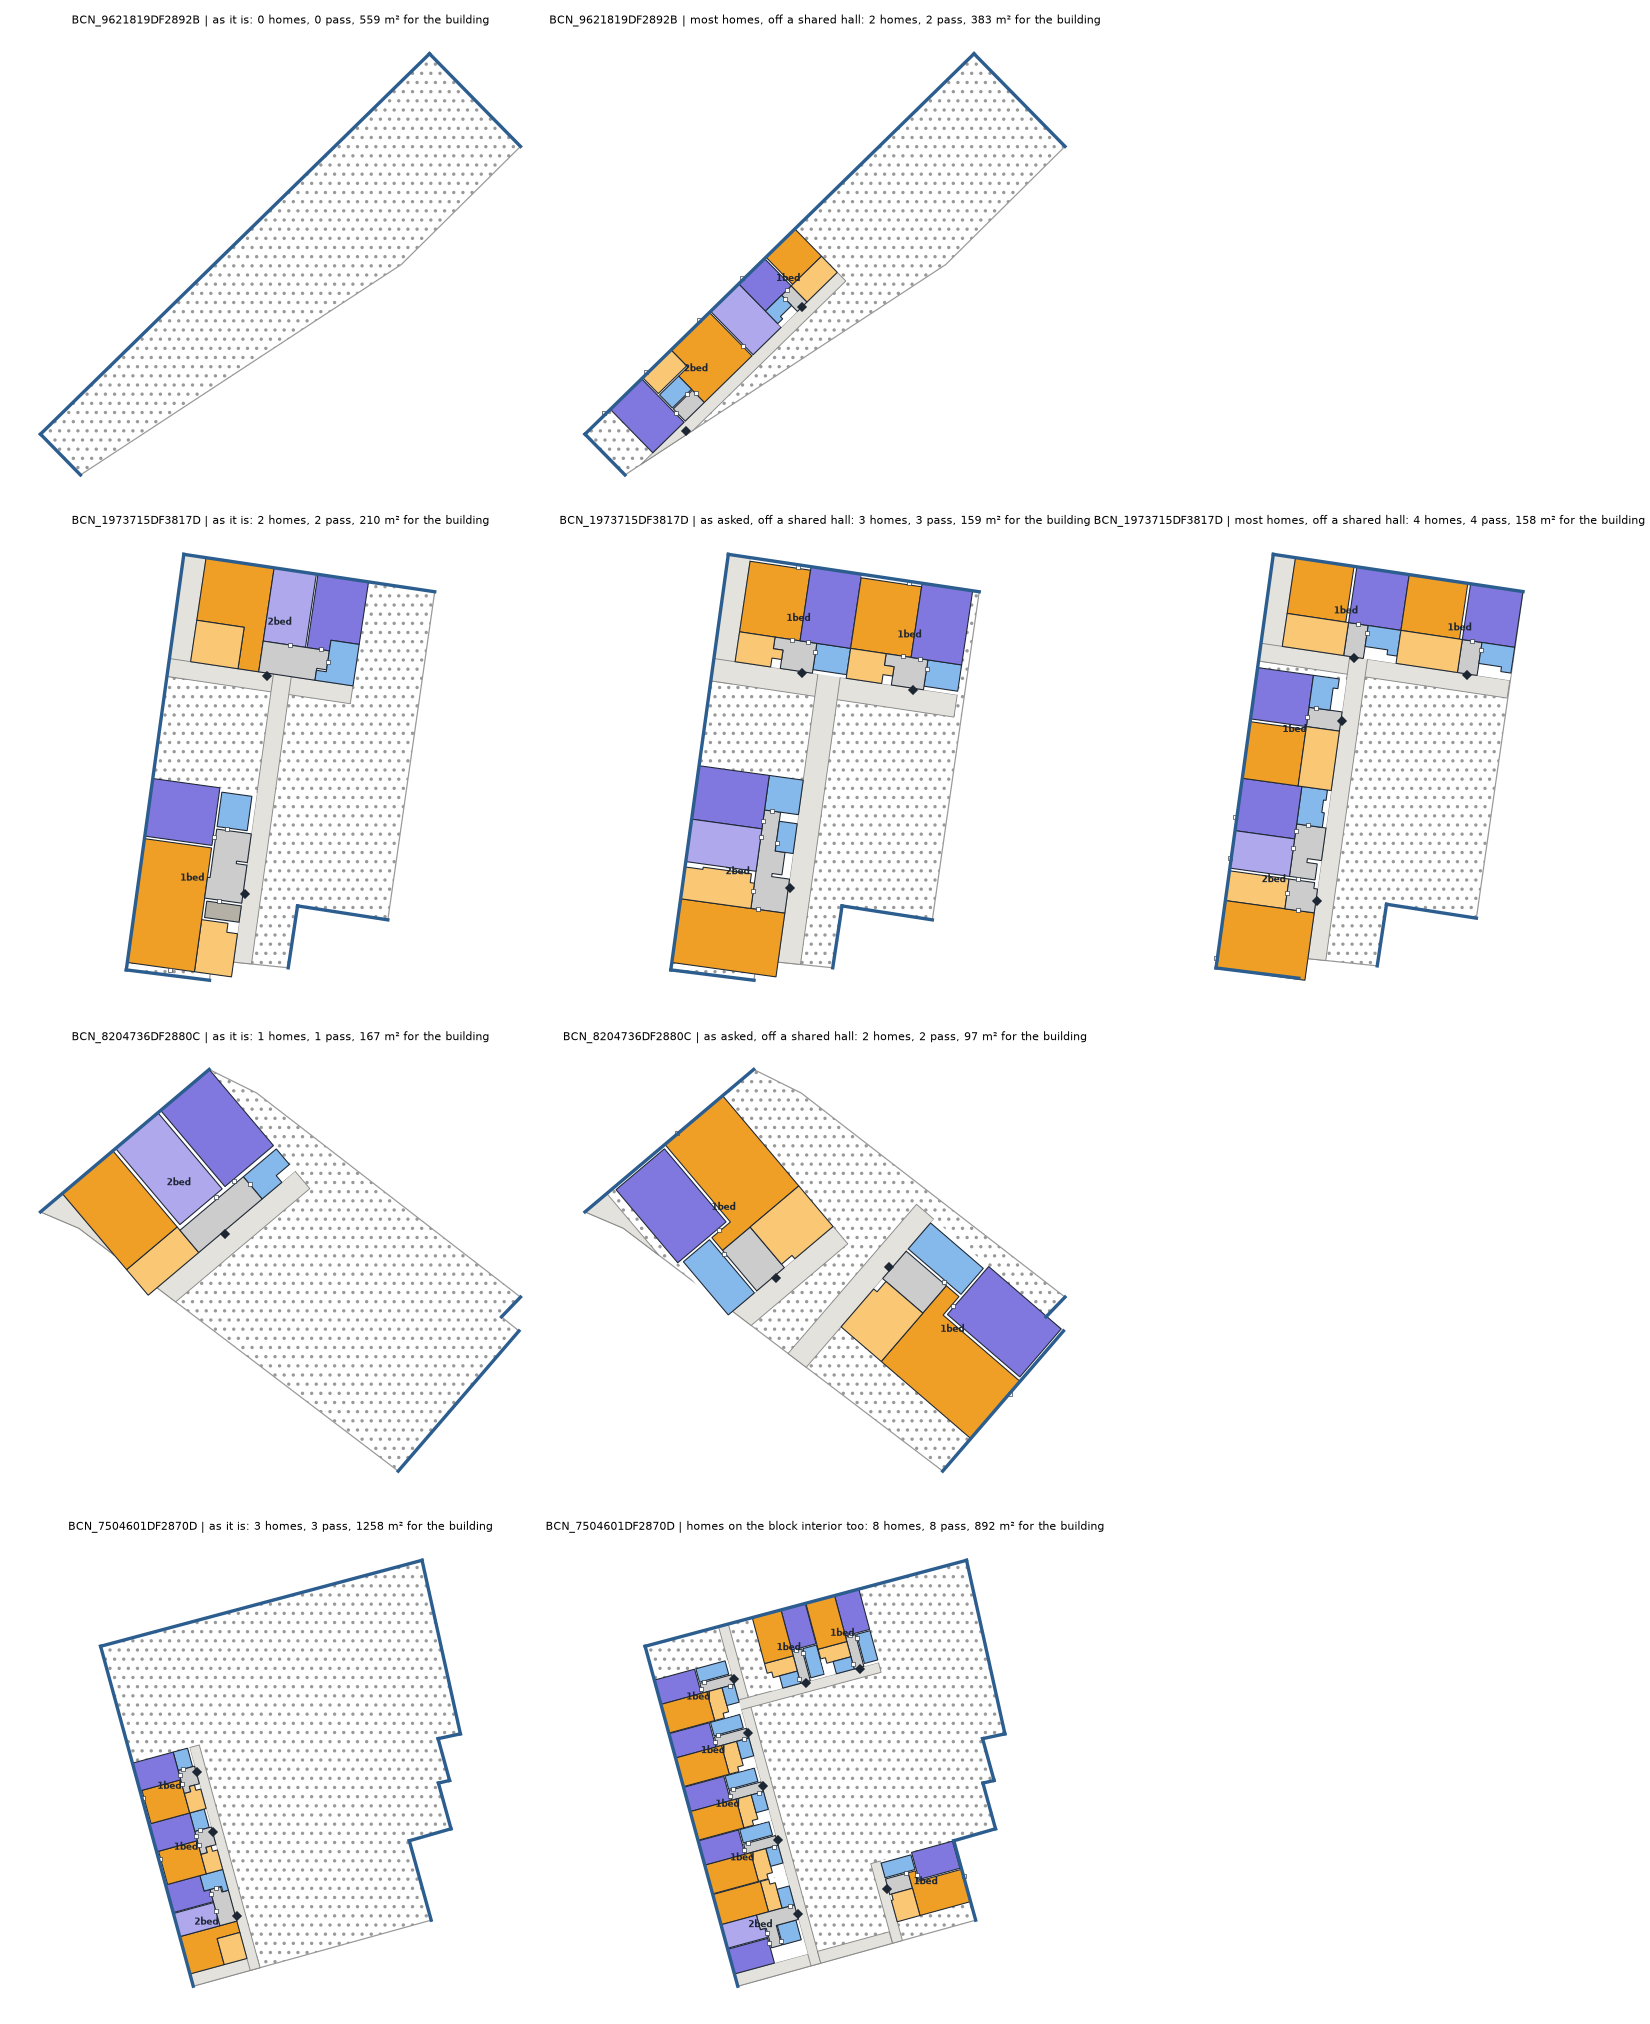 BCN_9621819DF2892B | as it is: 0 homes, 0 pass, 559 m² for the building
BCN_9621819DF2892B | most homes, off a shared hall: 2 homes, 2 pass, 383 m² for the building
1bed
2bed
BCN_1973715DF3817D | as it is: 2 homes, 2 pass, 210 m² for the building
BCN_1973715DF3817D | as asked, off a shared hall: 3 homes, 3 pass, 159 m² for the building
BCN_1973715DF3817D | most homes, off a shared hall: 4 homes, 4 pass, 158 m² for the building
2bed
1bed
1bed
1bed
2bed
1bed
1bed
1bed
2bed
BCN_8204736DF2880C | as it is: 1 homes, 1 pass, 167 m² for the building
BCN_8204736DF2880C | as asked, off a shared hall: 2 homes, 2 pass, 97 m² for the building
2bed
1bed
1bed
BCN_7504601DF2870D | as it is: 3 homes, 3 pass, 1258 m² for the building
BCN_7504601DF2870D | homes on the block interior too: 8 homes, 8 pass, 892 m² for the building
1bed
1bed
2bed
1bed
1bed
1bed
1bed
1bed
1bed
1bed
2bed